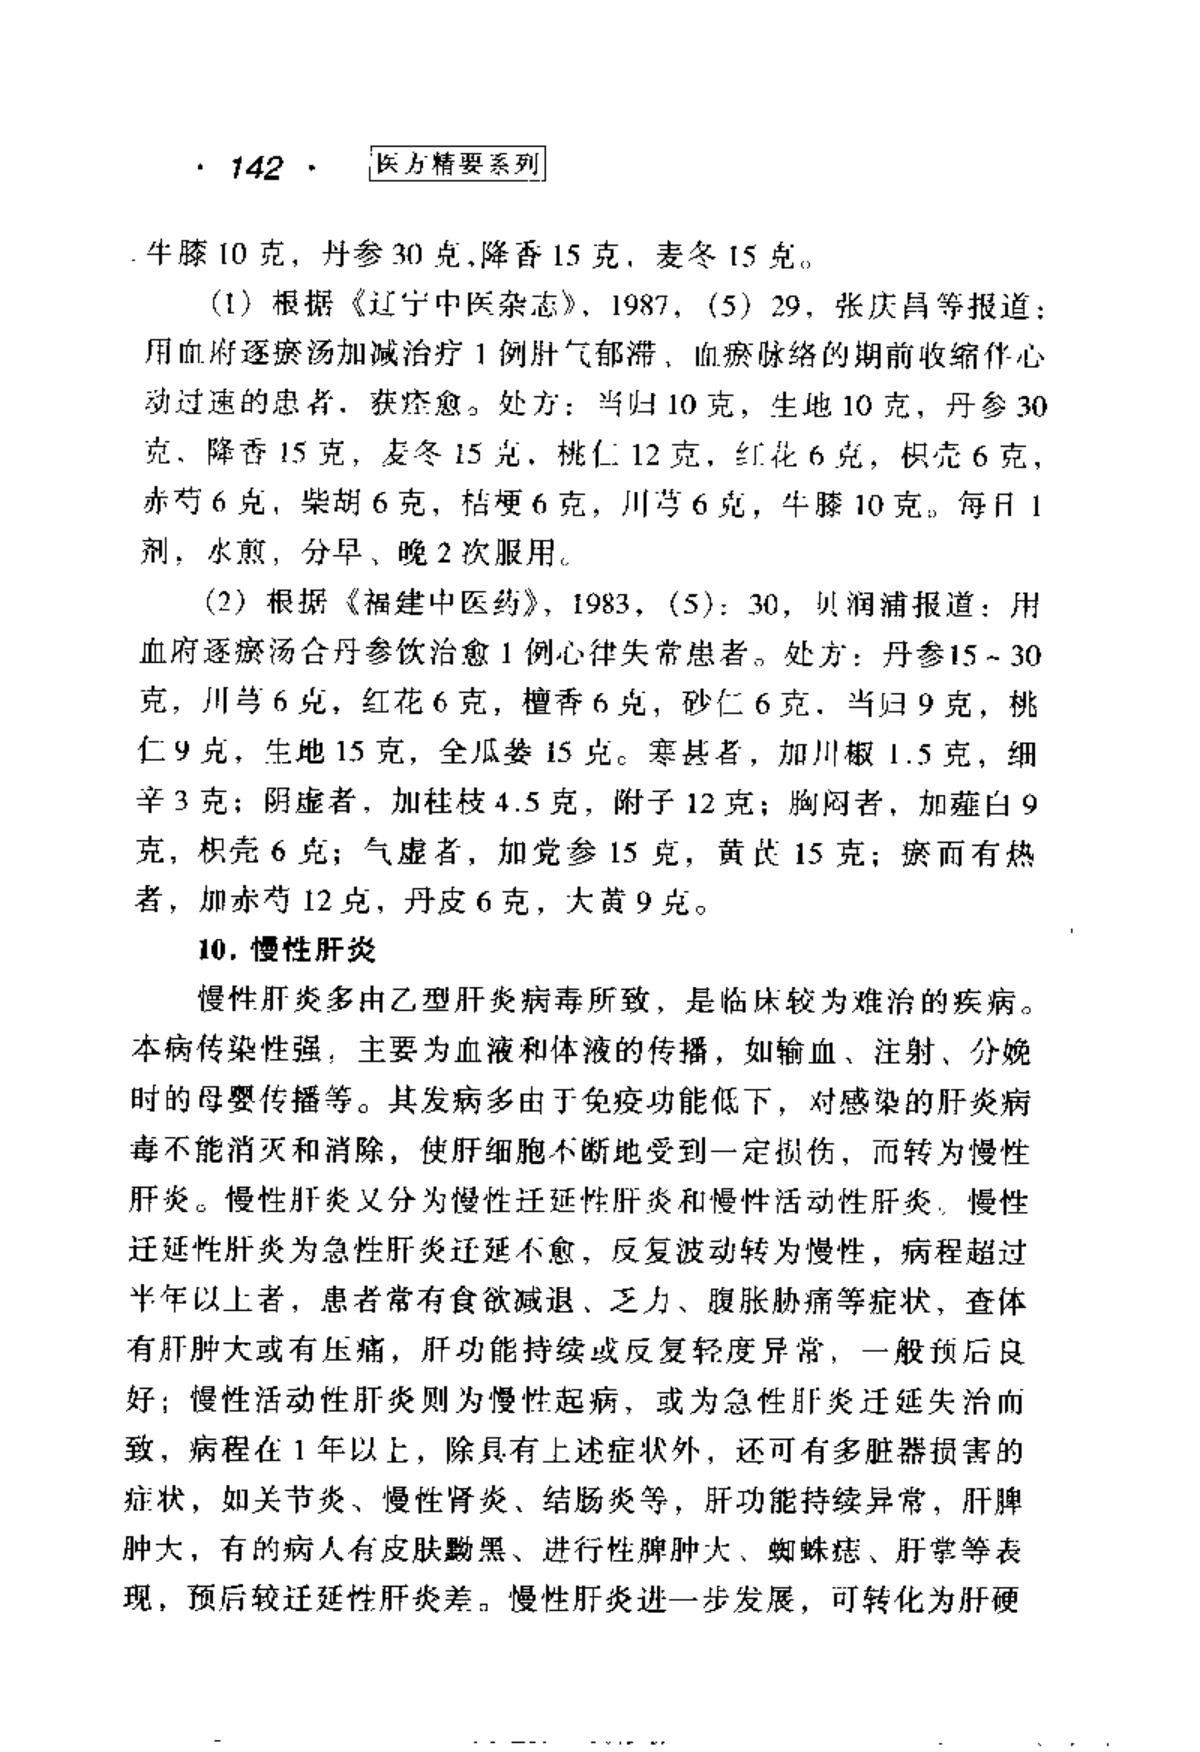 · 142 · 医方精要系列
牛膝 10 克，丹参 30 克，降香 15 克，麦冬 15 克。
（1）根据《辽宁中医杂志》，1987，（5）29，张庆昌等报道：
用血府逐瘀汤加减治疗 1 例肝气郁滞、血瘀脉络的期前收缩伴心
动过速的患者，获痊愈。处方：当归 10 克，生地 10 克，丹参 30
克、降香 15 克，麦冬 15 克，桃仁 12 克，红花 6 克，枳壳 6 克，
赤芍 6 克，柴胡 6 克，桔梗 6 克，川芎 6 克，牛膝 10 克。每日 1
剂，水煎，分早、晚 2 次服用。
（2）根据《福建中医药》，1983，（5）：30，贝润浦报道：用
血府逐瘀汤合丹参饮治愈 1 例心律失常患者。处方：丹参15～30
克，川芎 6 克，红花 6 克，檀香 6 克，砂仁 6 克，当归 9 克，桃
仁 9 克，生地 15 克，全瓜蒌 15 克。寒甚者，加川椒 1.5 克，细
辛 3 克；阴虚者，加桂枝 4.5 克，附子 12 克；胸闷者，加薤白 9
克，枳壳 6 克；气虚者，加党参 15 克，黄芪 15 克；瘀而有热
者，加赤芍 12 克，丹皮 6 克，大黄 9 克。
10. 慢性肝炎
慢性肝炎多由乙型肝炎病毒所致，是临床较为难治的疾病。
本病传染性强，主要为血液和体液的传播，如输血、注射、分娩
时的母婴传播等。其发病多由于免疫功能低下，对感染的肝炎病
毒不能消灭和消除，使肝细胞不断地受到一定损伤，而转为慢性
肝炎。慢性肝炎又分为慢性迁延性肝炎和慢性活动性肝炎。慢性
迁延性肝炎为急性肝炎迁延不愈，反复波动转为慢性，病程超过
半年以上者，患者常有食欲减退、乏力、腹胀胁痛等症状，查体
有肝肿大或有压痛，肝功能持续或反复轻度异常，一般预后良
好；慢性活动性肝炎则为慢性起病，或为急性肝炎迁延失治而
致，病程在 1 年以上，除具有上述症状外，还可有多脏器损害的
症状，如关节炎、慢性肾炎、结肠炎等，肝功能持续异常，肝脾
肿大，有的病人有皮肤黝黑、进行性脾肿大、蜘蛛痣、肝掌等表
现，预后较迁延性肝炎差。慢性肝炎进一步发展，可转化为肝硬